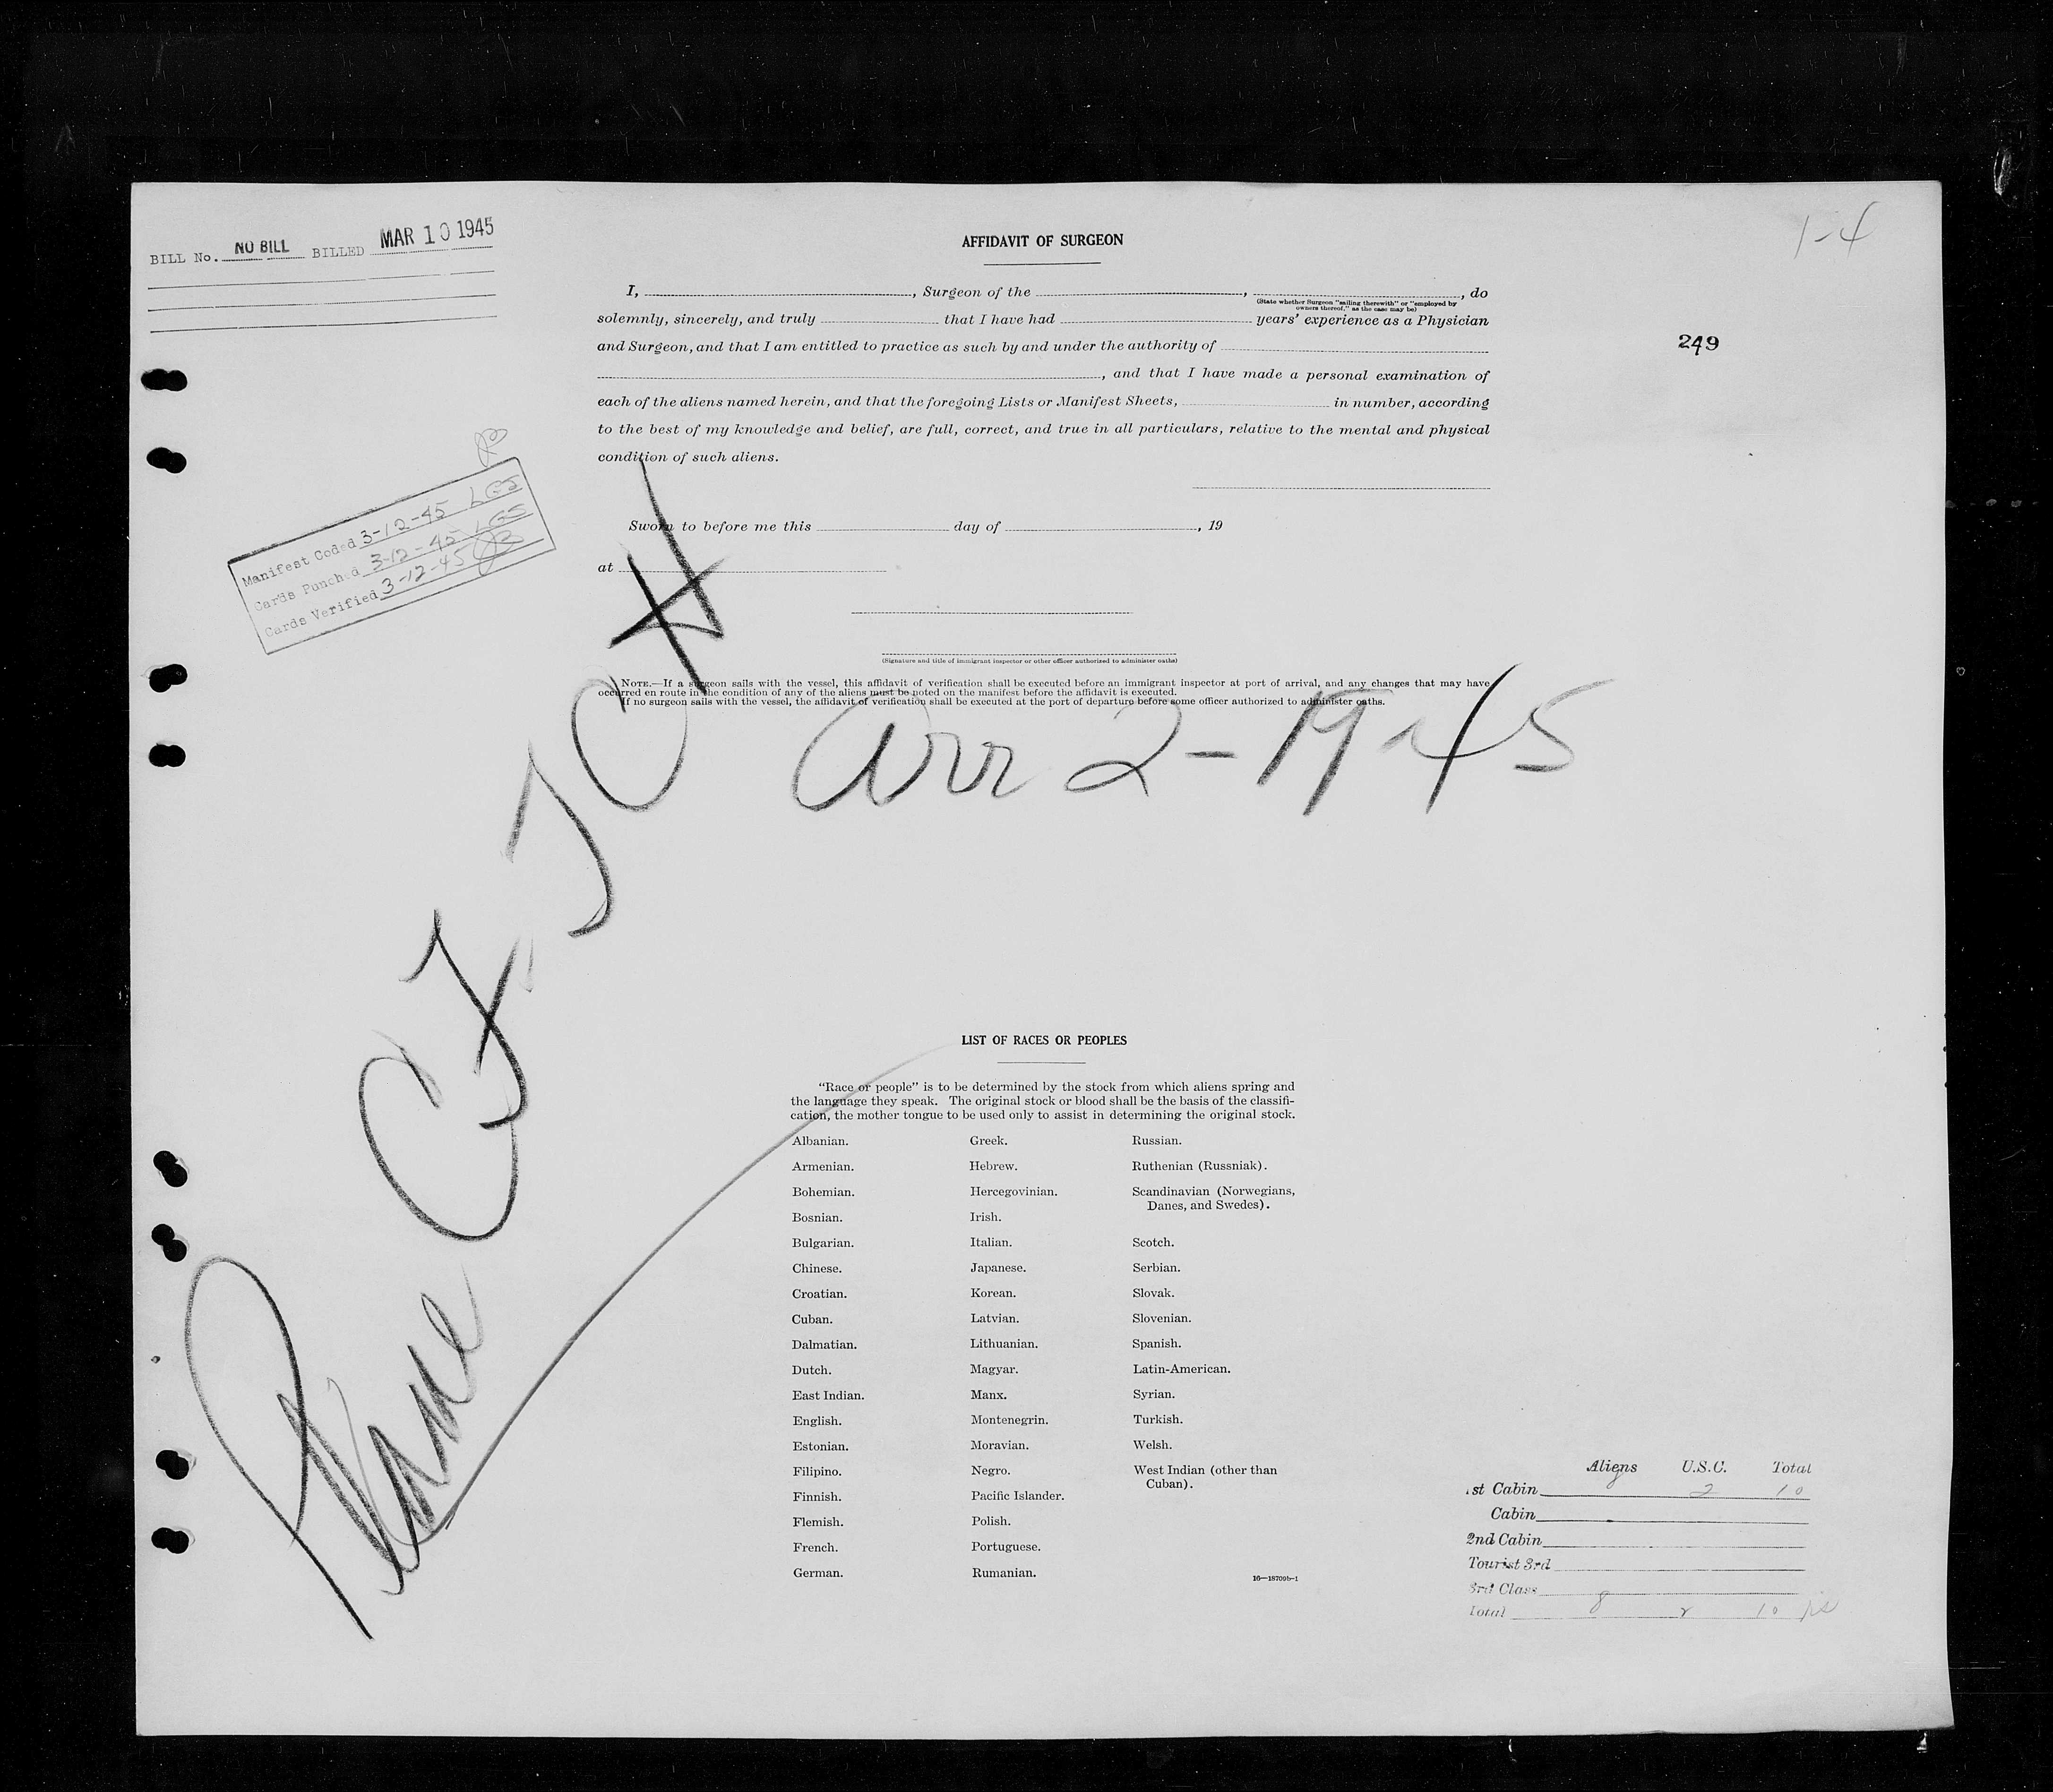 BILL No. NO BILL BILLED MAR 10 1945
1-4
AFFIDAVIT OF SURGEON
I, , Surgeon of the , , do
(State whether Surgeon "sailing therewith" or "employed by
owners thereof," as the case may be)
solemnly, sincerely, and truly that I have had years' experience as a Physician
249
and Surgeon, and that I am entitled to practice as such by and under the authority of
, and that I have made a personal examination of
each of the aliens named herein, and that the foregoing Lists or Manifest Sheets, in number, according
to the best of my knowledge and belief, are full, correct, and true in all particulars, relative to the mental and physical
condition of such aliens.
Manifest Coded 3-12-45 LGS
Cards Punched 3-12-45 LGS
Cards Verified 3-12-45
Sworn to before me this day of , 19
at
(Signature and title of immigrant inspector or other officer authorized to administer oaths)
NOTE.—If a surgeon sails with the vessel, this affidavit of verification shall be executed before an immigrant inspector at port of arrival, and any changes that may have
occurred en route in the condition of any of the aliens must be noted on the manifest before the affidavit is executed.
If no surgeon sails with the vessel, the affidavit of verification shall be executed at the port of departure before some officer authorized to administer oaths.
Arr 2-19-45
Plane CF-TCH
LIST OF RACES OR PEOPLES
"Race or people" is to be determined by the stock from which aliens spring and
the language they speak. The original stock or blood shall be the basis of the classifi-
cation, the mother tongue to be used only to assist in determining the original stock.
Albanian. Greek. Russian.
Armenian. Hebrew. Ruthenian (Russniak).
Bohemian. Hercegovinian. Scandinavian (Norwegians,
Danes, and Swedes).
Bosnian. Irish.
Bulgarian. Italian. Scotch.
Chinese. Japanese. Serbian.
Croatian. Korean. Slovak.
Cuban. Latvian. Slovenian.
Dalmatian. Lithuanian. Spanish.
Dutch. Magyar. Latin-American.
East Indian. Manx. Syrian.
English. Montenegrin. Turkish.
Estonian. Moravian. Welsh.
Filipino. Negro. West Indian (other than
Cuban).
Finnish. Pacific Islander.
Flemish. Polish.
French. Portuguese.
German. Rumanian.
16—18709b-1
Aliens U.S.C. Total
1st Cabin 8 2 10
Cabin
2nd Cabin
Tourist 3rd
3rd Class
Total 8 2 10